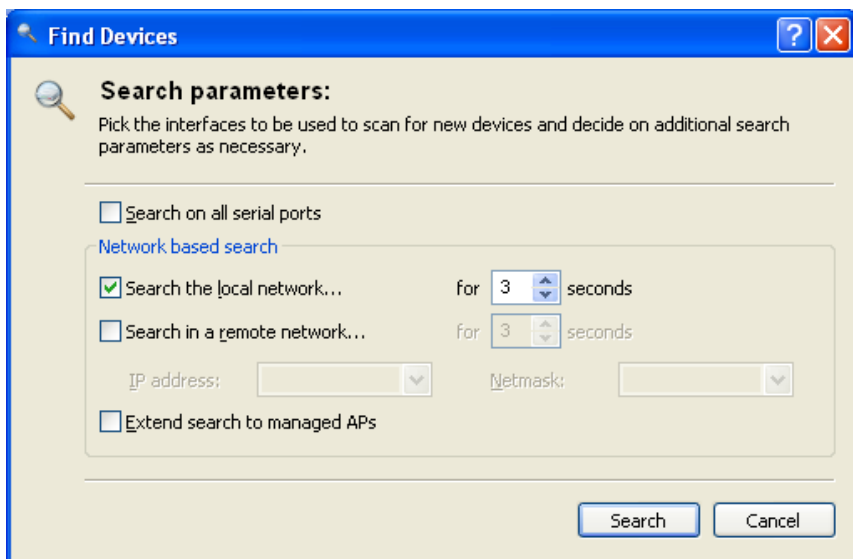 Find Devices
Search parameters:
Pick the interfaces to be used to scan for new devices and decide on additional search
parameters as necessary.
Search on all serial ports
Network based search
Search the local network... for 3 seconds
Search in a remote network... for 3 seconds
IP address: Netmask:
Extend search to managed APs
Search Cancel